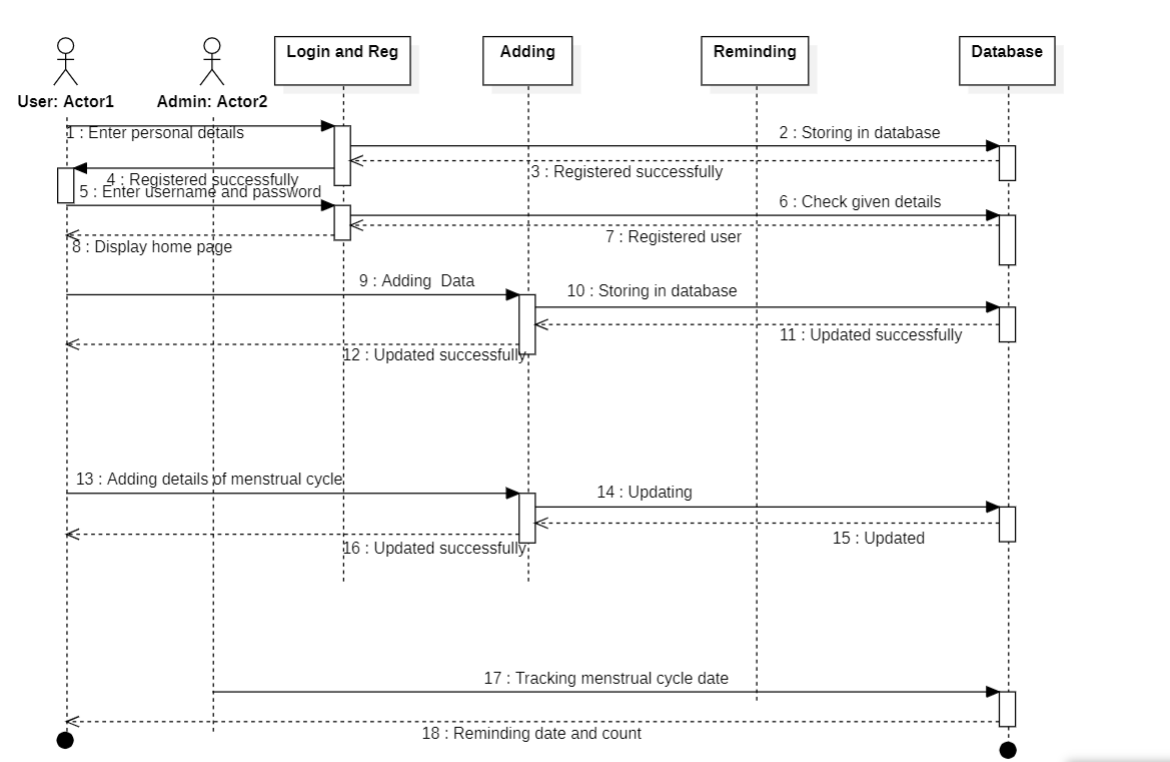 Login and Reg
Adding
Reminding
Database
User: Actor1
Admin: Actor2
1 : Enter personal details
2 : Storing in database
3 : Registered successfully
4 : Registered successfully
5 : Enter username and password
6 : Check given details
7 : Registered user
8 : Display home page
9 : Adding  Data
10 : Storing in database
11 : Updated successfully
12 : Updated successfully
13 : Adding details of menstrual cycle
14 : Updating
15 : Updated
16 : Updated successfully
17 : Tracking menstrual cycle date
18 : Reminding date and count